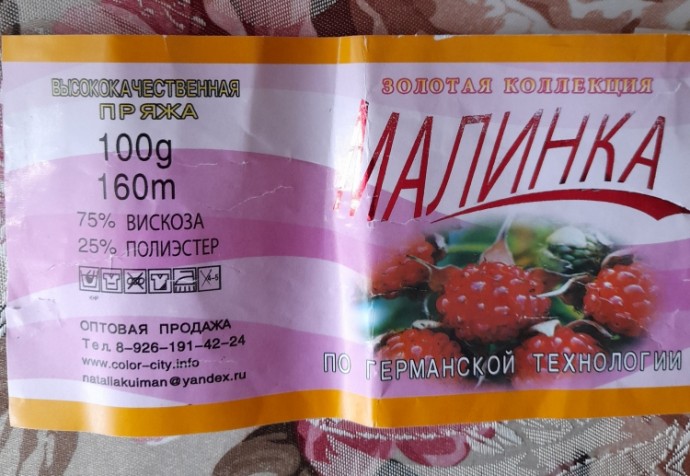 ВЫСОКОКАЧЕСТВЕННАЯ
ПРЯЖА
100g
160m
75% ВИСКОЗА
25% ПОЛИЭСТЕР
ОПТОВАЯ ПРОДАЖА
Тел. 8-926-191-42-24
www.color-city.info
nataliakuiman@yandex.ru
ЗОЛОТАЯ КОЛЛЕКЦИЯ
МАЛИНКА
ПО ГЕРМАНСКОЙ ТЕХНОЛОГИИ